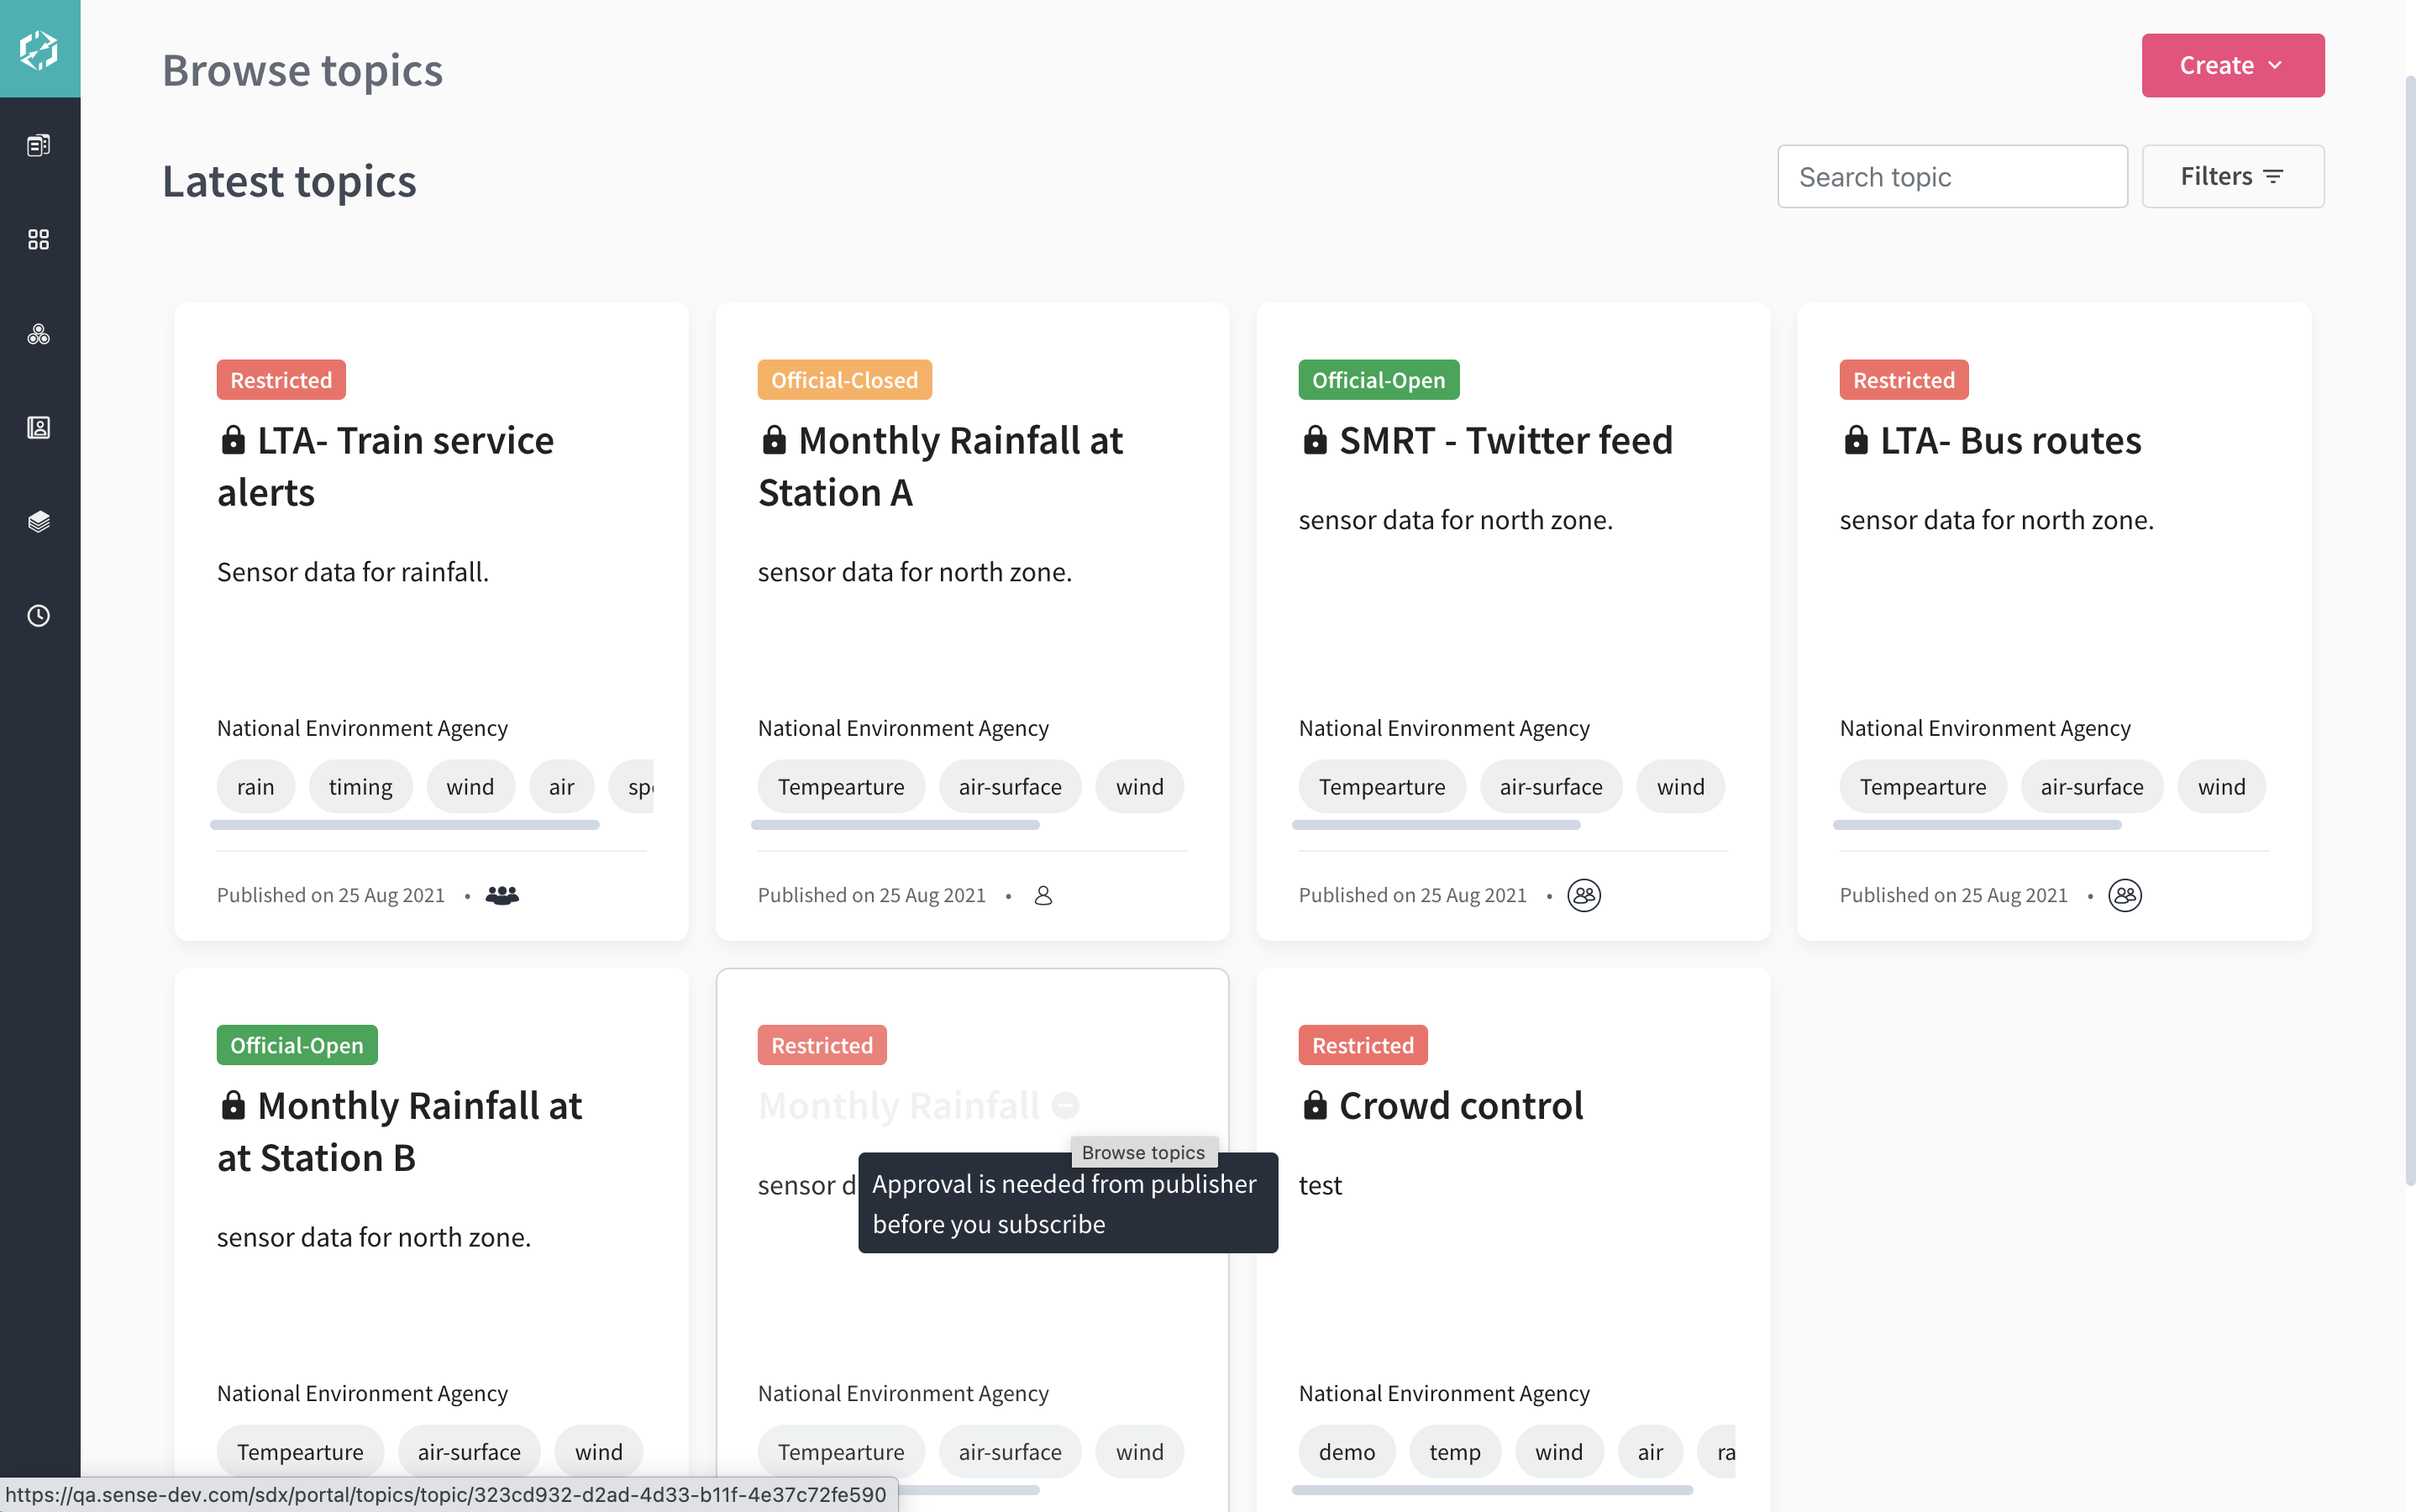 Browse topics
Create
Latest topics
Search topic
Filters
Restricted
LTA- Train service
alerts
Sensor data for rainfall.
National Environment Agency
rain timing wind air
Published on 25 Aug 2021 •
Official-Closed
Monthly Rainfall at
Station A
sensor data for north zone.
National Environment Agency
Tempearture air-surface wind
Published on 25 Aug 2021 •
Official-Open
SMRT - Twitter feed
sensor data for north zone.
National Environment Agency
Tempearture air-surface wind
Published on 25 Aug 2021 •
Restricted
LTA- Bus routes
sensor data for north zone.
National Environment Agency
Tempearture air-surface wind
Published on 25 Aug 2021 •
Official-Open
Monthly Rainfall at
at Station B
sensor data for north zone.
National Environment Agency
Tempearture air-surface wind
Restricted
Monthly Rainfall
sensor d
Browse topics
Approval is needed from publisher
before you subscribe
National Environment Agency
Tempearture air-surface wind
Restricted
Crowd control
test
National Environment Agency
demo temp wind air ra
https://qa.sense-dev.com/sdx/portal/topics/topic/323cd932-d2ad-4d33-b11f-4e37c72fe590